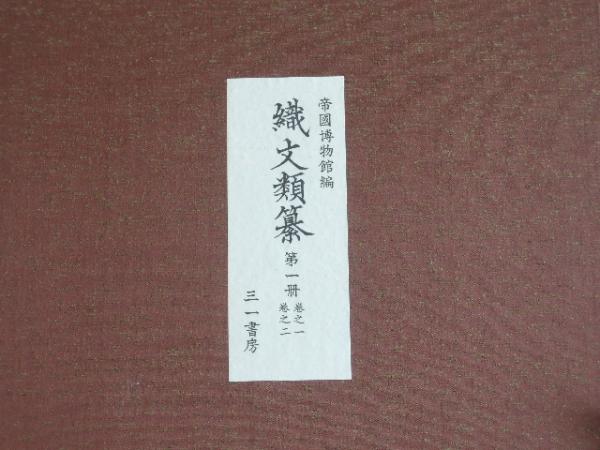 帝國博物館編
織文類纂 第一册
卷之一
卷之二
三一書房